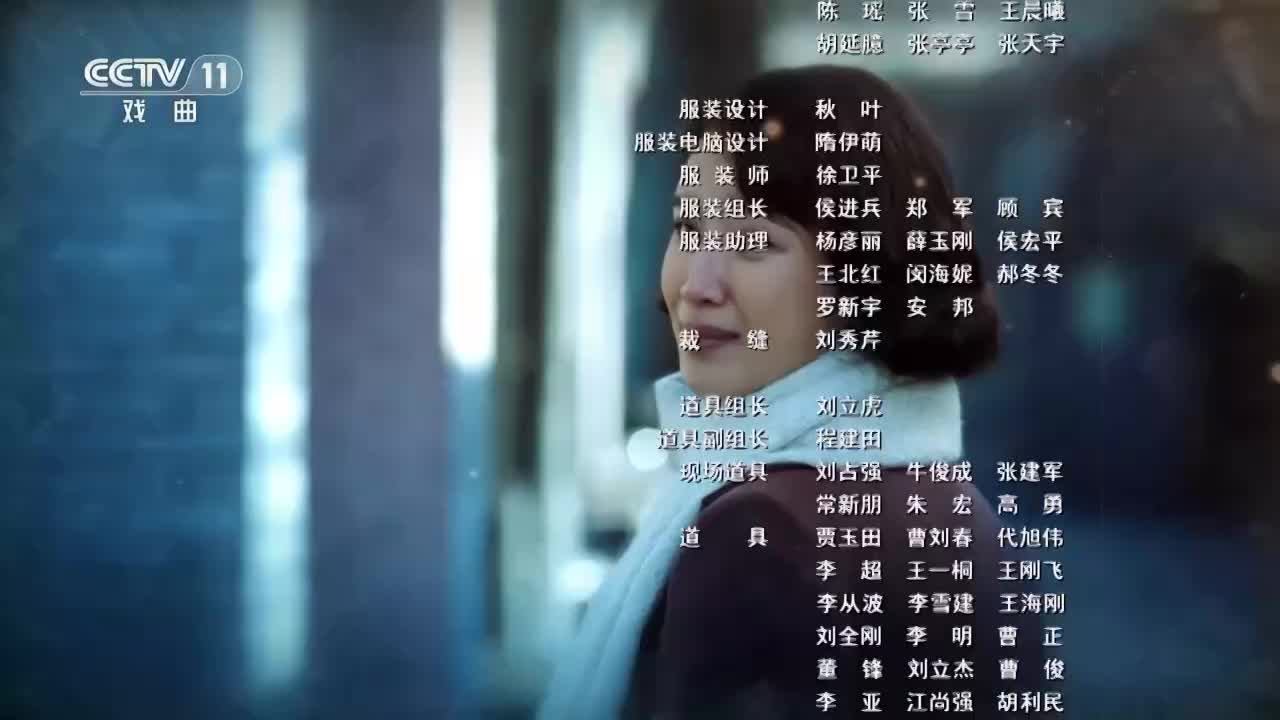 CCTV 11
戏曲
陈 瑶 张 雪 王晨曦
胡延臆 张亭亭 张天宇
服装设计 秋 叶
服装电脑设计 隋伊萌
服 装 师 徐卫平
服装组长 侯进兵 郑 军 顾 宾
服装助理 杨彦丽 薛玉刚 侯宏平
王北红 闵海妮 郝冬冬
罗新宇 安 邦
裁 缝 刘秀芹
道具组长 刘立虎
道具副组长 程建田
现场道具 刘占强 牛俊成 张建军
常新朋 朱 宏 高 勇
道 具 贾玉田 曹刘春 代旭伟
李 超 王一桐 王刚飞
李从波 李雪建 王海刚
刘全刚 李 明 曹 正
董 锋 刘立杰 曹 俊
李 亚 江尚强 胡利民